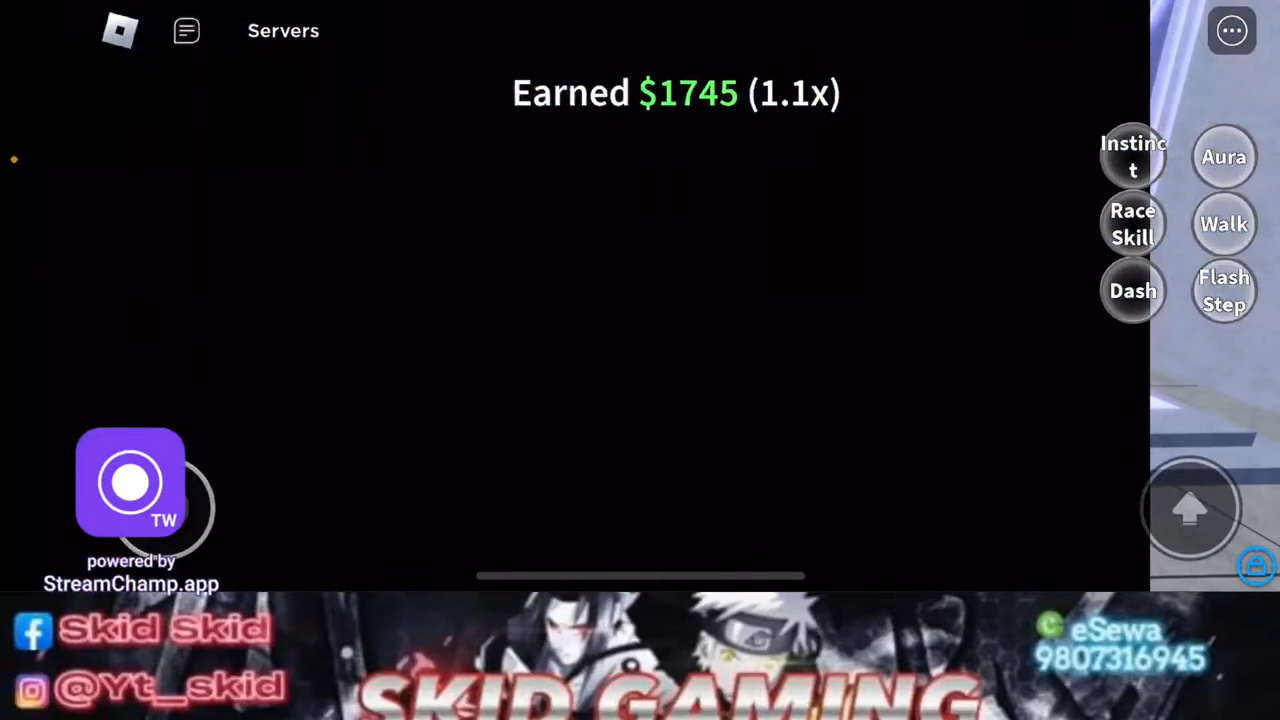 Servers
Earned $1745 (1.1x)
Instinc
t
Aura
Race
Skill
Walk
Dash
Flash
Step
TW
powered by
StreamChamp.app
Skid Skid
@Yt_skid
SKID GAMING
eSewa
9807316945